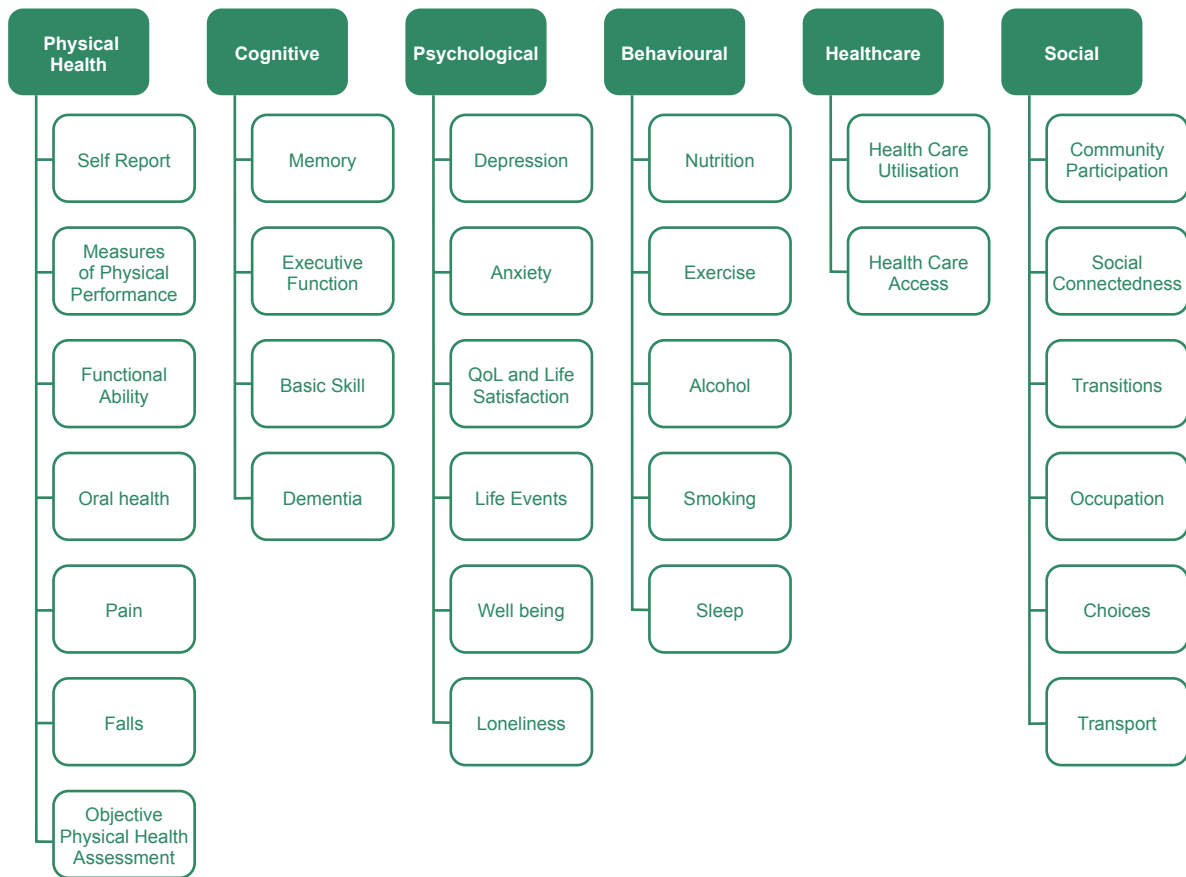 Physical
Health
Self Report
Measures
of Physical
Performance
Functional
Ability
Oral health
Pain
Falls
Objective
Physical Health
Assessment
Cognitive
Memory
Executive
Function
Basic Skill
Dementia
Psychological
Depression
Anxiety
QoL and Life
Satisfaction
Life Events
Well being
Loneliness
Behavioural
Nutrition
Exercise
Alcohol
Smoking
Sleep
Healthcare
Health Care
Utilisation
Health Care
Access
Social
Community
Participation
Social
Connectedness
Transitions
Occupation
Choices
Transport